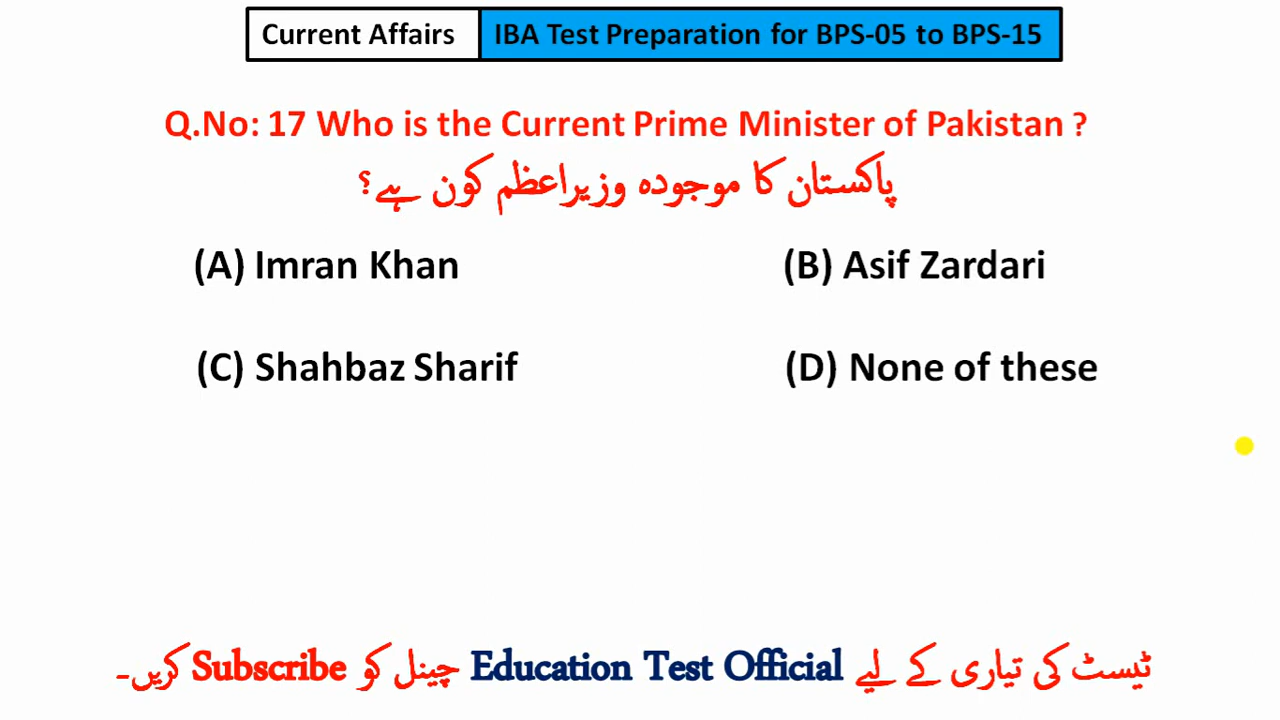 Current Affairs IBA Test Preparation for BPS-05 to BPS-15
Q.No: 17 Who is the Current Prime Minister of Pakistan ?
پاکستان کا موجودہ وزیراعظم کون ہے؟
(A) Imran Khan (B) Asif Zardari
(C) Shahbaz Sharif (D) None of these
ٹیسٹ کی تیاری کے لیے Education Test Official چینل کو Subscribe کریں۔